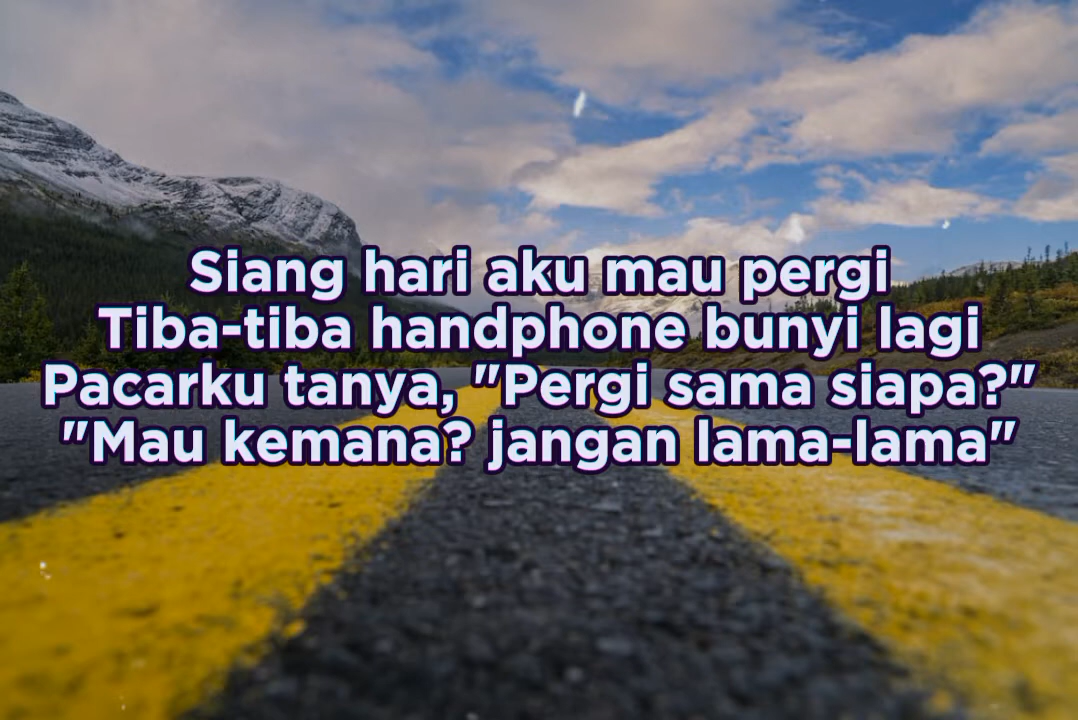 Siang hari aku mau pergi
Tiba-tiba handphone bunyi lagi
Pacarku tanya, "Pergi sama siapa?"
"Mau kemana? jangan lama-lama"